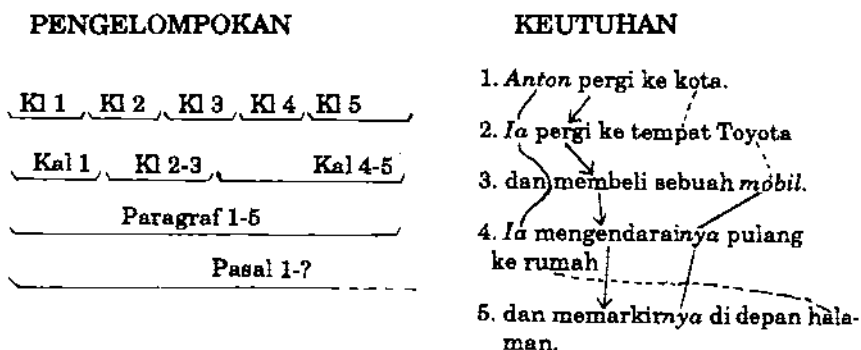 PENGELOMPOKAN
Kl 1 Kl 2 Kl 3 Kl 4 Kl 5
Kal 1 Kl 2-3 Kal 4-5
Paragraf 1-5
Pasal 1-?
KEUTUHAN
1. Anton pergi ke kota.
2. Ia pergi ke tempat Toyota
3. dan membeli sebuah mobil.
4. Ia mengendarainya pulang
ke rumah
5. dan memarkirnya di depan hala-
man.